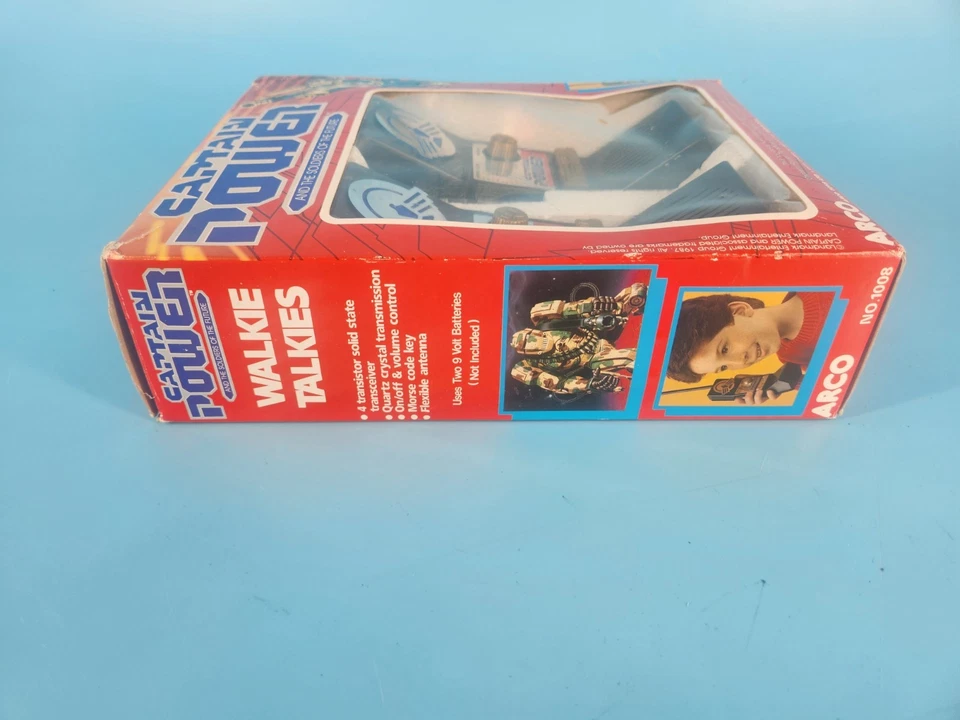 CAPTAIN
POWER
AND THE SOLDIERS OF THE FUTURE
©Landmark Entertainment Group 1987. All rights reserved
CAPTAIN POWER and associated trademarks are owned by
Landmark Entertainment Group.
ARCO
CAPTAIN
POWER™
AND THE SOLDIERS OF THE FUTURE
WALKIE
TALKIES
• 4 transistor solid state
transceiver
• Quartz crystal transmission
• On/off & volume control
• Morse code key
• Flexible antenna
Uses Two 9 Volt Batteries
(Not Included)
NO.1008
ARCO